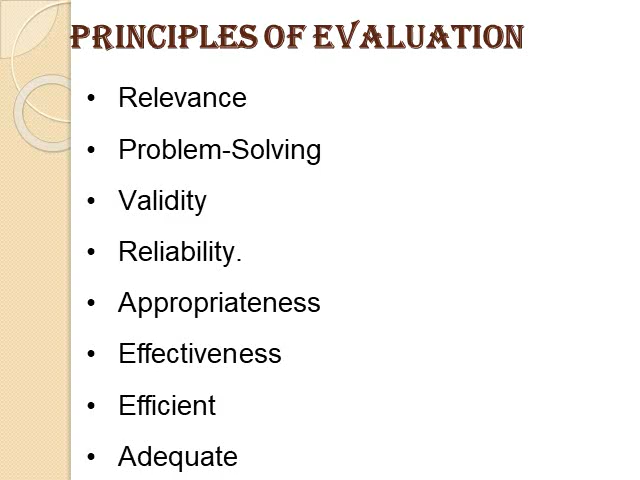 PRINCIPLES OF EVALUATION
• Relevance
• Problem-Solving
• Validity
• Reliability.
• Appropriateness
• Effectiveness
• Efficient
• Adequate